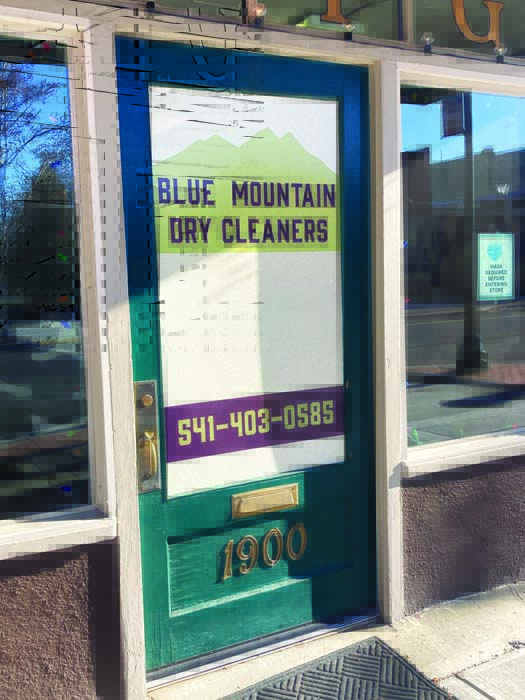 G
BLUE MOUNTAIN
DRY CLEANERS
MASK
REQUIRED
BEFORE
ENTERING
STORE
541-403-0585
1900